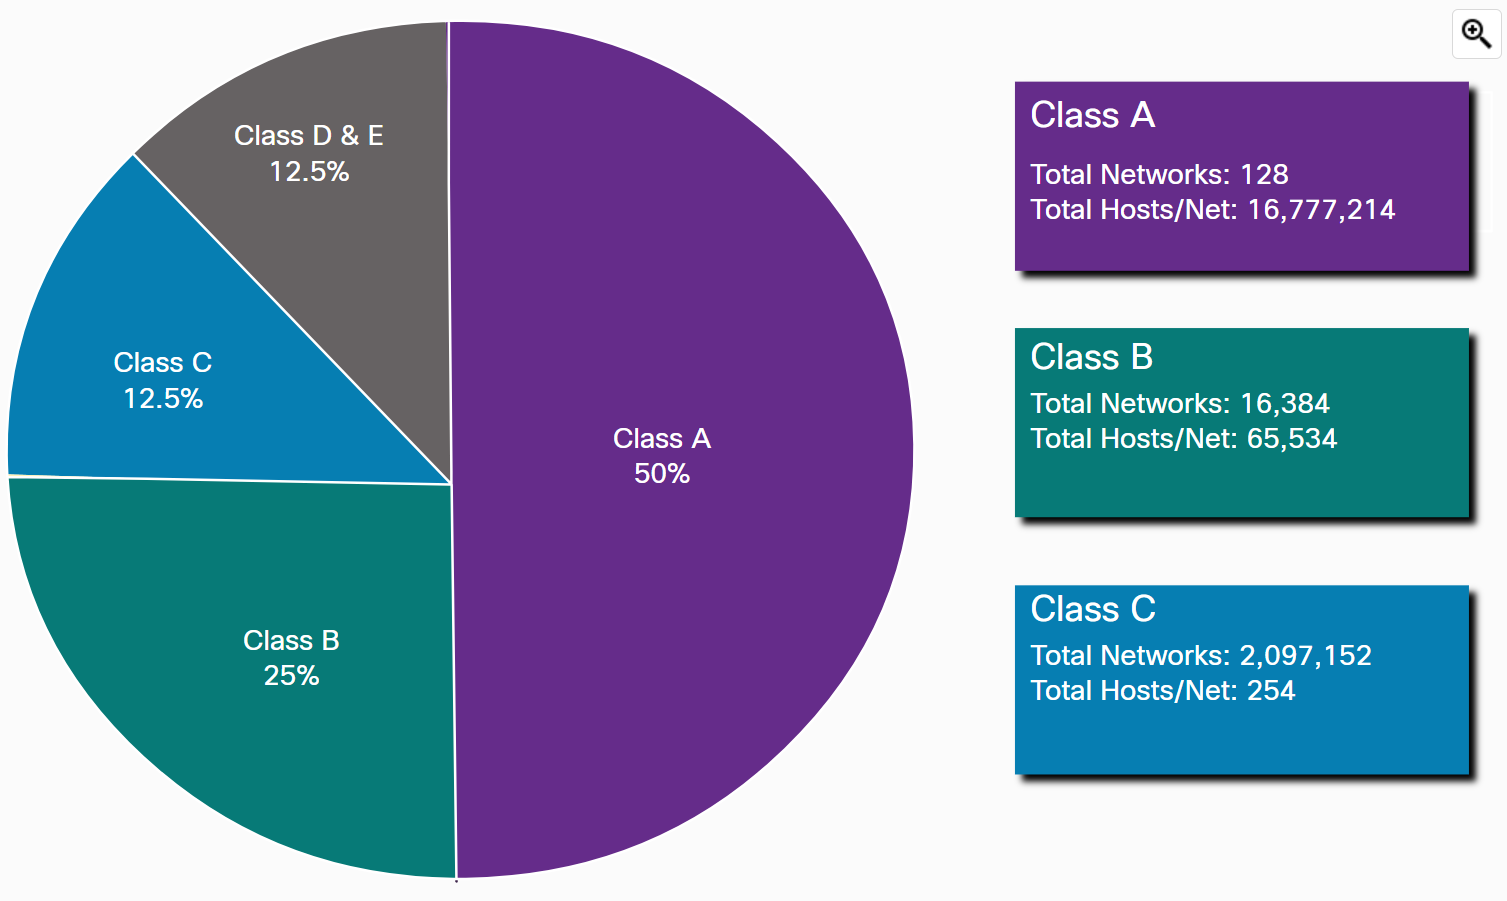 Class D & E
12.5%
Class C
12.5%
Class A
50%
Class B
25%
Class A
Total Networks: 128
Total Hosts/Net: 16,777,214
Class B
Total Networks: 16,384
Total Hosts/Net: 65,534
Class C
Total Networks: 2,097,152
Total Hosts/Net: 254